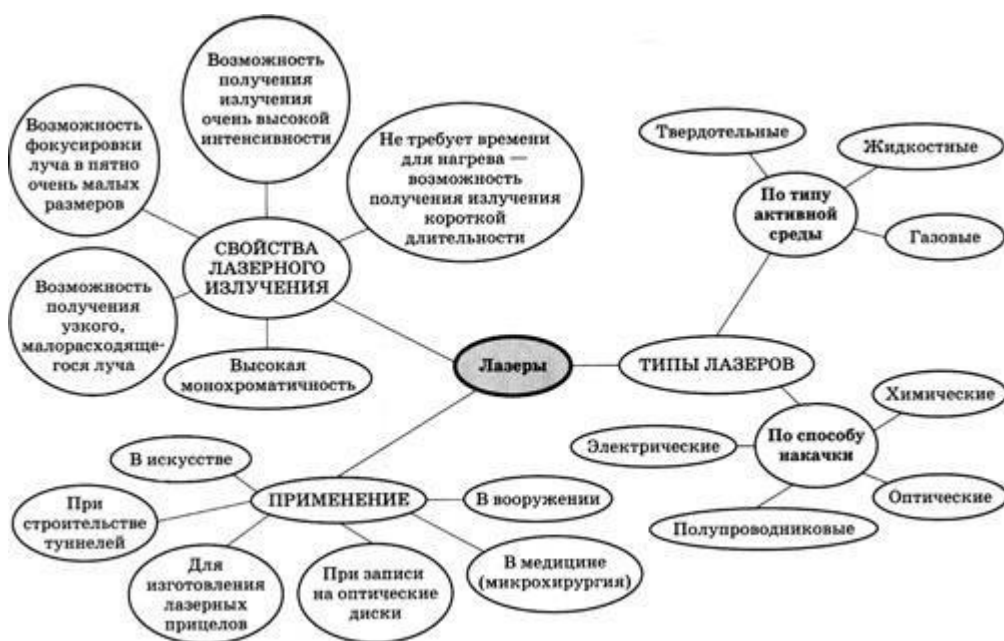 Возможность
получения
излучения
очень высокой
интенсивности
Возможность
фокусировки
луча в пятно
очень малых
размеров
Не требует времени
для нагрева —
возможность
получения излучения
короткой
длительности
СВОЙСТВА
ЛАЗЕРНОГО
ИЗЛУЧЕНИЯ
Возможность
получения
узкого,
малорасходяще-
гося луча
Высокая
монохроматичность
Лазеры
Твердотельные
Жидкостные
По типу
активной
среды
Газовые
ТИПЫ ЛАЗЕРОВ
Химические
Электрические
По способу
накачки
Оптические
Полупроводниковые
В искусстве
ПРИМЕНЕНИЕ
В вооружении
При
строительстве
туннелей
Для
изготовления
лазерных
прицелов
При записи
на оптические
диски
В медицине
(микрохирургия)